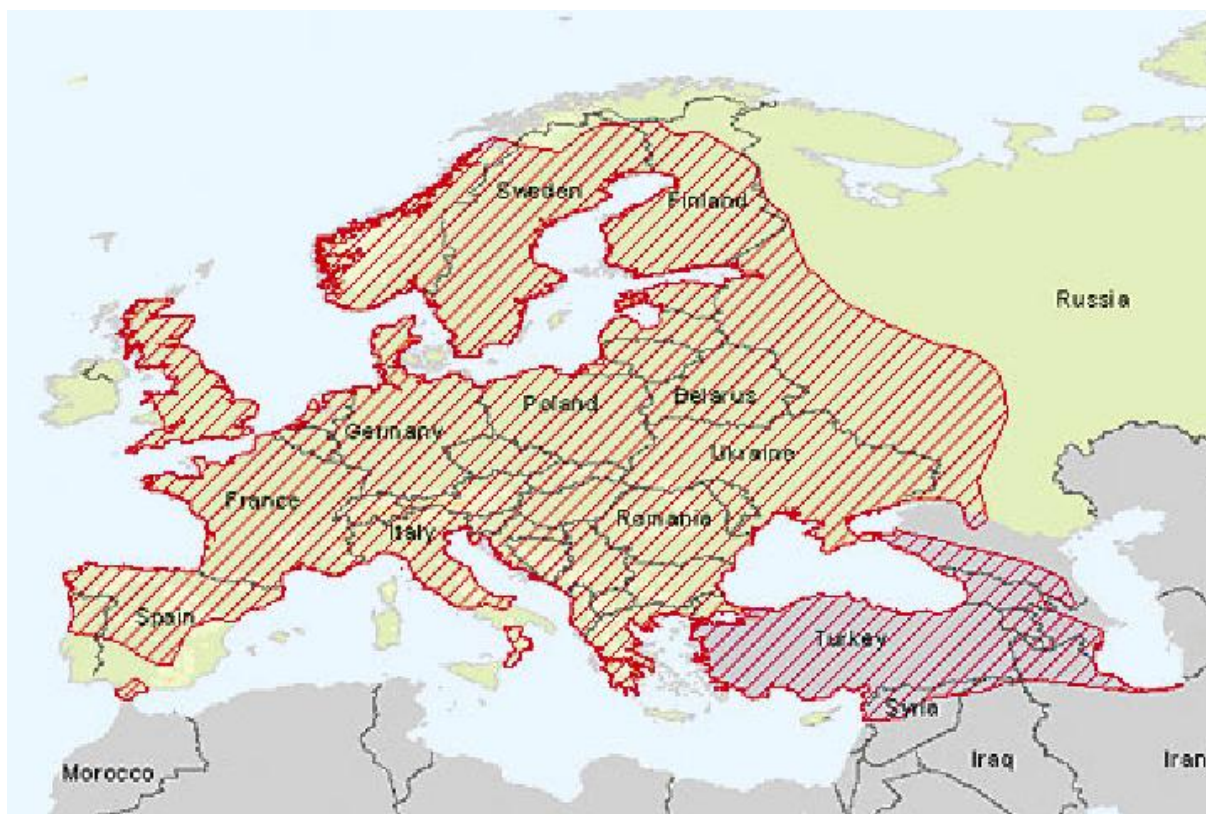 Sweden
Finland
Russia
Poland
Belarus
Germany
Ukraine
France
Romania
Italy
Spain
Turkey
Syria
Morocco
Iraq
Iran